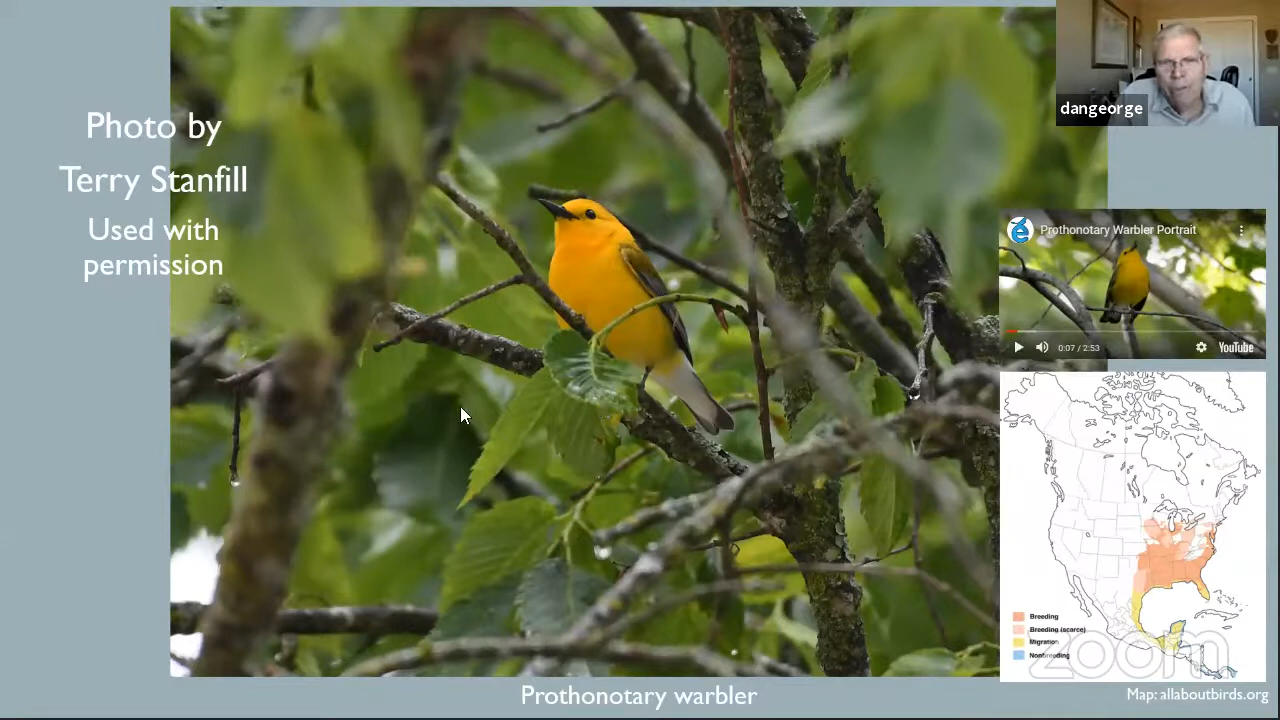 Photo by
Terry Stanfill
Used with
permission
dangeorge
Prothonotary Warbler Portrait
0:07 / 2:53
YouTube
Breeding
Breeding (scarce)
Migration
Nonbreeding
zoom
Prothonotary warbler
Map: allaboutbirds.org